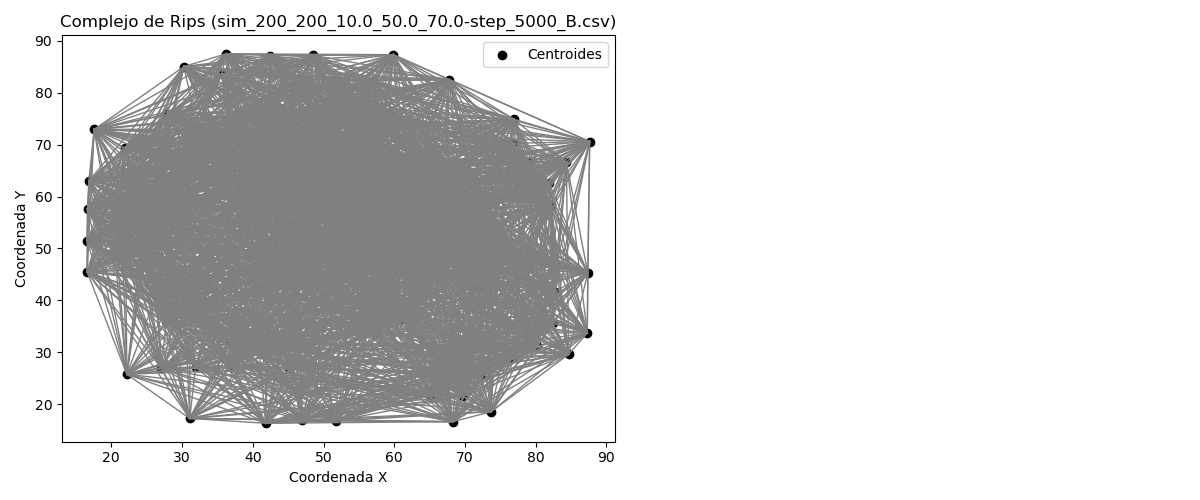 Complejo de Rips (sim_200_200_10.0_50.0_70.0-step_5000_B.csv)
Centroides
90
80
70
60
50
40
30
20
Coordenada Y
20 30 40 50 60 70 80 90
Coordenada X